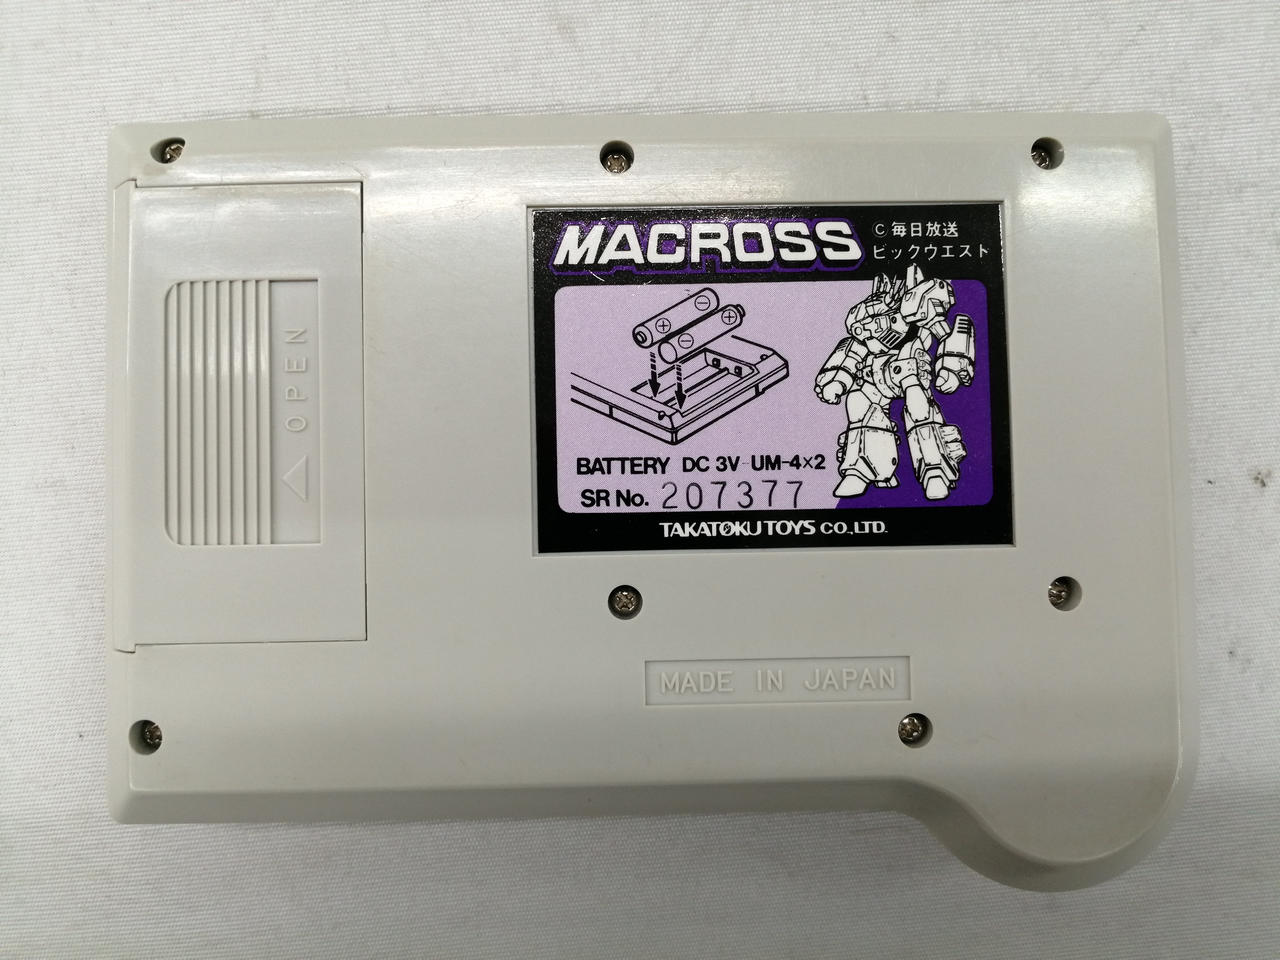 MACROSS
C 毎日放送
ビックウエスト
OPEN
BATTERY DC 3V UM-4×2
SR No. 207377
TAKATOKU TOYS CO.,LTD.
MADE IN JAPAN